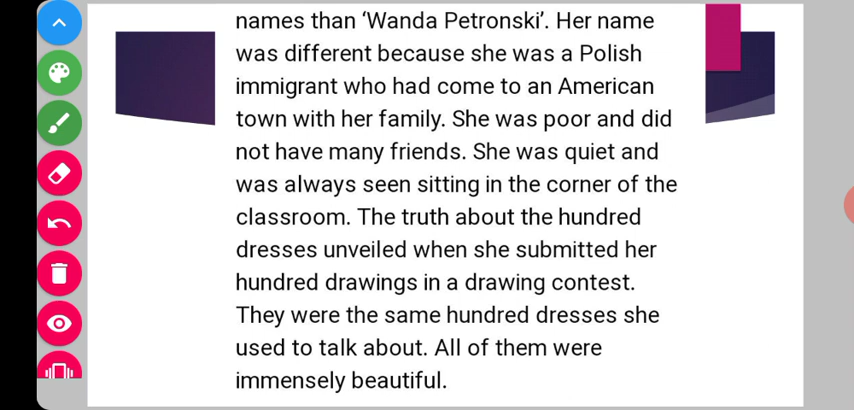 names than ‘Wanda Petronski’. Her name
was different because she was a Polish
immigrant who had come to an American
town with her family. She was poor and did
not have many friends. She was quiet and
was always seen sitting in the corner of the
classroom. The truth about the hundred
dresses unveiled when she submitted her
hundred drawings in a drawing contest.
They were the same hundred dresses she
used to talk about. All of them were
immensely beautiful.